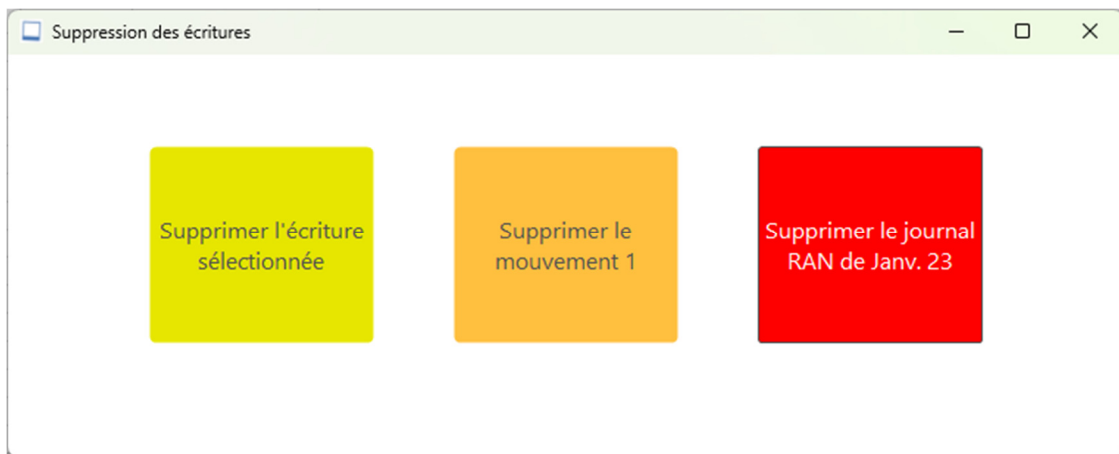 Suppression des écritures
Supprimer l'écriture
sélectionnée
Supprimer le
mouvement 1
Supprimer le journal
RAN de Janv. 23